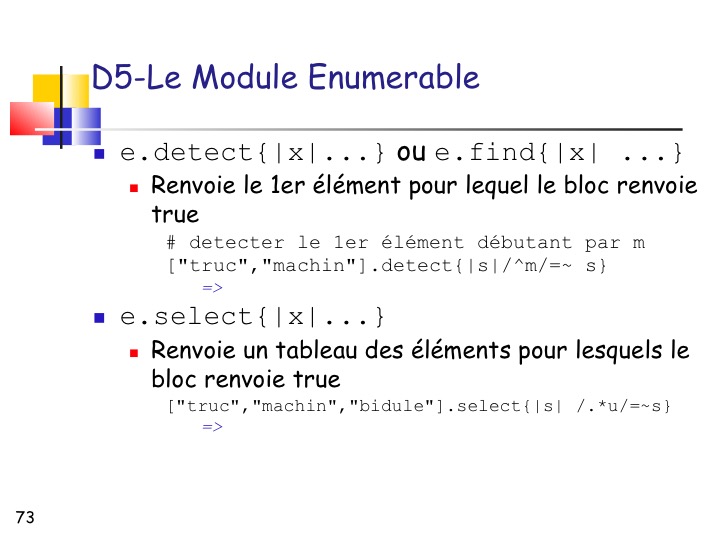 D5-Le Module Enumerable
e.detect{|x|...} ou e.find{|x| ...}
Renvoie le 1er élément pour lequel le bloc renvoie
true
# detecter le 1er élément débutant par m
["truc","machin"].detect{|s|/^m/=~ s}
=>
e.select{|x|...}
Renvoie un tableau des éléments pour lesquels le
bloc renvoie true
["truc","machin","bidule"].select{|s| /.*u/=~s}
=>
73